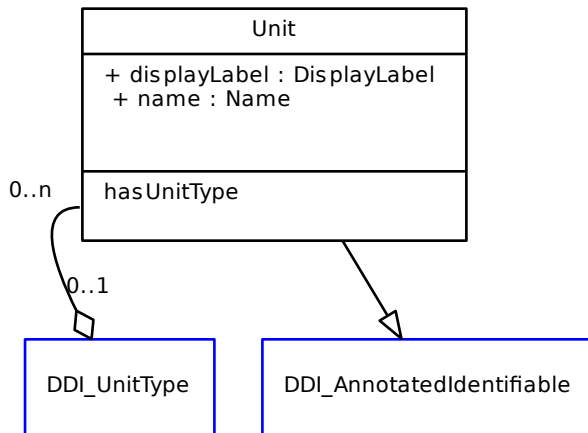 Unit
+ displayLabel : DisplayLabel
+ name : Name
0..n
hasUnitType
0..1
DDI_UnitType
DDI_AnnotatedIdentifiable